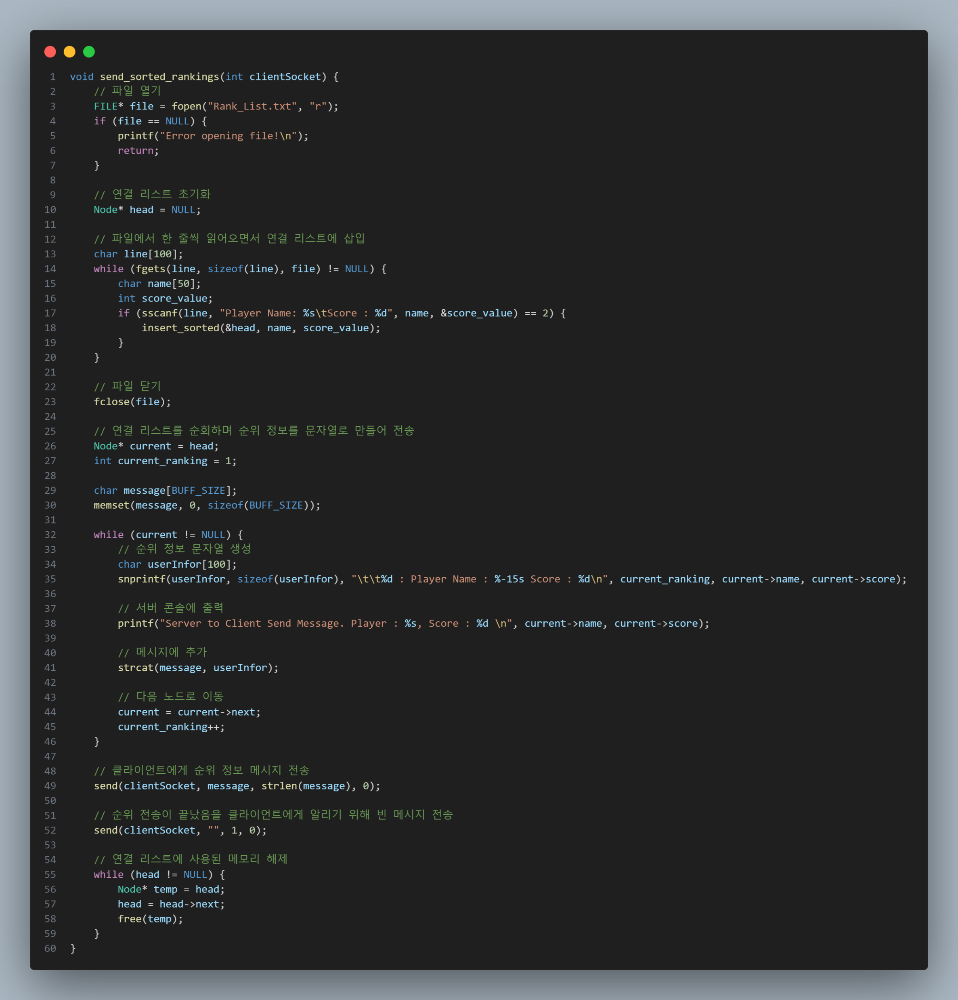 1 void send_sorted_rankings(int clientSocket) {
2     // 파일 열기
3     FILE* file = fopen("Rank_List.txt", "r");
4     if (file == NULL) {
5         printf("Error opening file!\n");
6         return;
7     }
8
9     // 연결 리스트 초기화
10     Node* head = NULL;
11
12     // 파일에서 한 줄씩 읽어오면서 연결 리스트에 삽입
13     char line[100];
14     while (fgets(line, sizeof(line), file) != NULL) {
15         char name[50];
16         int score_value;
17         if (sscanf(line, "Player Name: %s\tScore : %d", name, &score_value) == 2) {
18             insert_sorted(&head, name, score_value);
19         }
20     }
21
22     // 파일 닫기
23     fclose(file);
24
25     // 연결 리스트를 순회하며 순위 정보를 문자열로 만들어 전송
26     Node* current = head;
27     int current_ranking = 1;
28
29     char message[BUFF_SIZE];
30     memset(message, 0, sizeof(BUFF_SIZE));
31
32     while (current != NULL) {
33         // 순위 정보 문자열 생성
34         char userInfor[100];
35         snprintf(userInfor, sizeof(userInfor), "\t\t%d : Player Name : %-15s Score : %d\n", current_ranking, current->name, current->score);
36
37         // 서버 콘솔에 출력
38         printf("Server to Client Send Message. Player : %s, Score : %d \n", current->name, current->score);
39
40         // 메시지에 추가
41         strcat(message, userInfor);
42
43         // 다음 노드로 이동
44         current = current->next;
45         current_ranking++;
46     }
47
48     // 클라이언트에게 순위 정보 메시지 전송
49     send(clientSocket, message, strlen(message), 0);
50
51     // 순위 전송이 끝났음을 클라이언트에게 알리기 위해 빈 메시지 전송
52     send(clientSocket, "", 1, 0);
53
54     // 연결 리스트에 사용된 메모리 해제
55     while (head != NULL) {
56         Node* temp = head;
57         head = head->next;
58         free(temp);
59     }
60 }